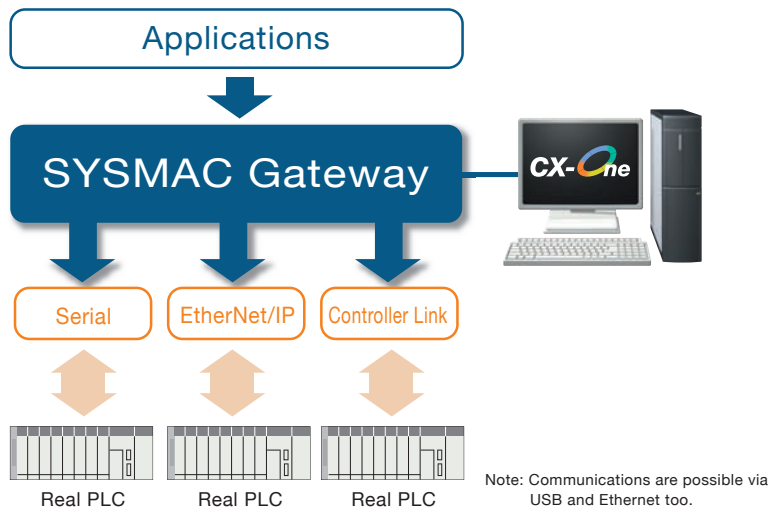 Applications
SYSMAC Gateway
CX-One
Serial
EtherNet/IP
Controller Link
Real PLC
Real PLC
Real PLC
Note: Communications are possible via
USB and Ethernet too.